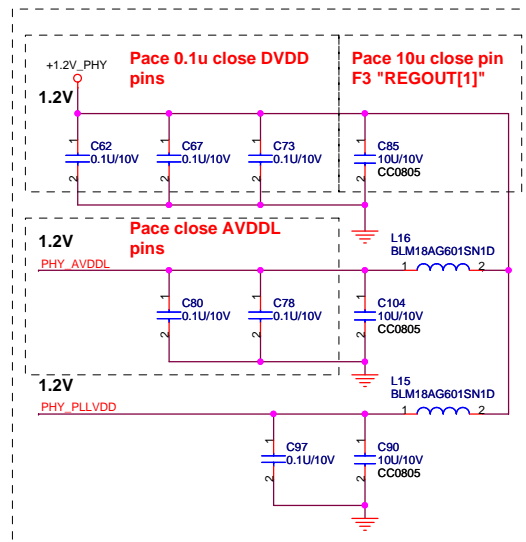 Pace 0.1u close DVDD
pins
Pace 10u close pin
F3 "REGOUT[1]"
+1.2V_PHY
1.2V
1
C62
0.1U/10V
2
1
C67
0.1U/10V
2
1
C73
0.1U/10V
2
1
C85
10U/10V
CC0805
2
Pace close AVDDL
pins
1.2V
PHY_AVDDL
L16
BLM18AG601SN1D
1
2
1
C80
0.1U/10V
2
1
C78
0.1U/10V
2
1
C104
10U/10V
CC0805
2
1.2V
PHY_PLLVDD
L15
BLM18AG601SN1D
1
2
1
C97
0.1U/10V
2
1
C90
10U/10V
CC0805
2